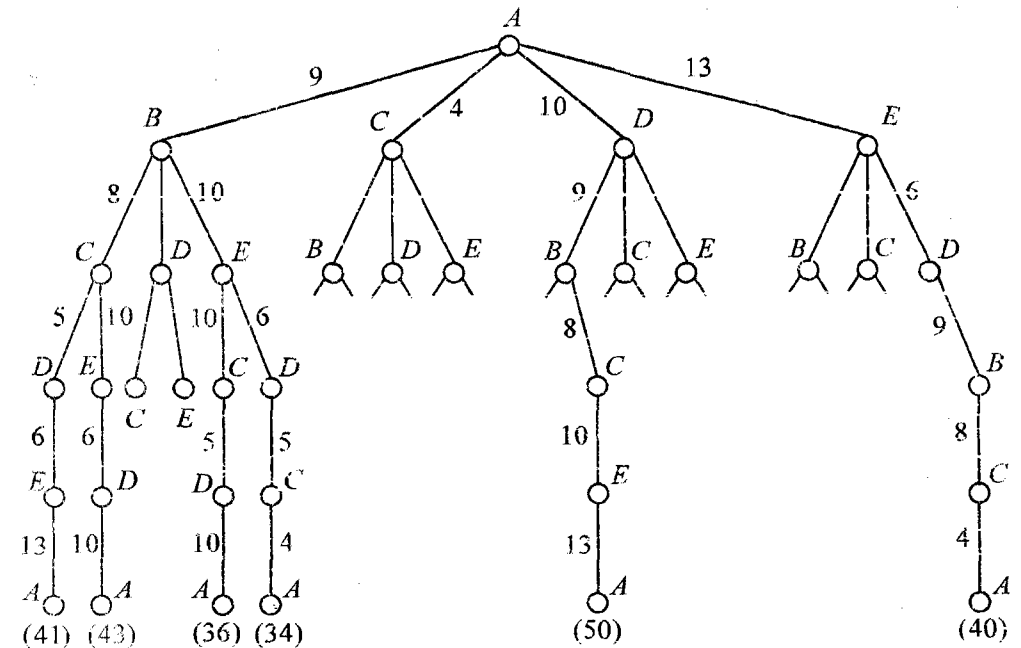 A
9 4 10 13
B C D E
8 10 9 6
C D E B D E B C E B C D
5 10 10 6 8 9
D E C E C D C B
6 6 5 5 10 8
E D D C E C
13 10 10 4 13 4
A A A A A A
(41) (43) (36) (34) (50) (40)